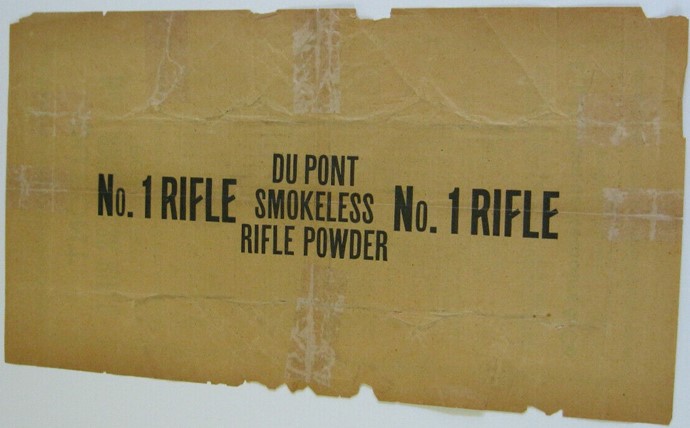 DU PONT
No. 1 RIFLE SMOKELESS No. 1 RIFLE
RIFLE POWDER